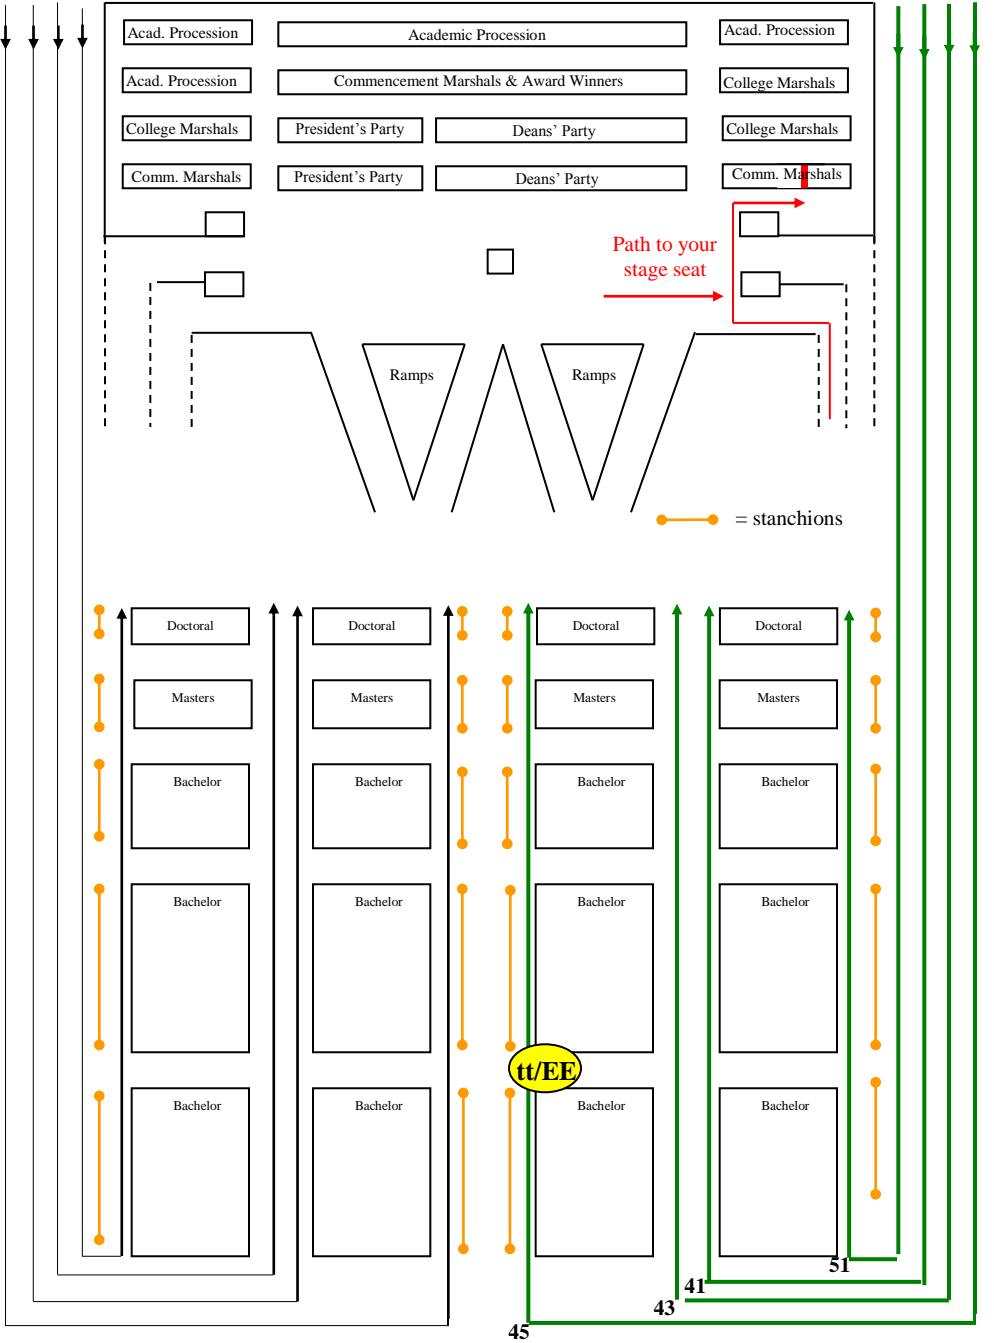 Acad. Procession
Academic Procession
Acad. Procession
Acad. Procession
Commencement Marshals & Award Winners
College Marshals
College Marshals
President's Party
Deans' Party
College Marshals
Comm. Marshals
President's Party
Deans' Party
Comm. Marshals
Path to your
stage seat
Ramps
Ramps
= stanchions
Doctoral
Doctoral
Doctoral
Doctoral
Masters
Masters
Masters
Masters
Bachelor
Bachelor
Bachelor
Bachelor
Bachelor
Bachelor
Bachelor
Bachelor
tt/EE
Bachelor
Bachelor
Bachelor
Bachelor
51
41
43
45